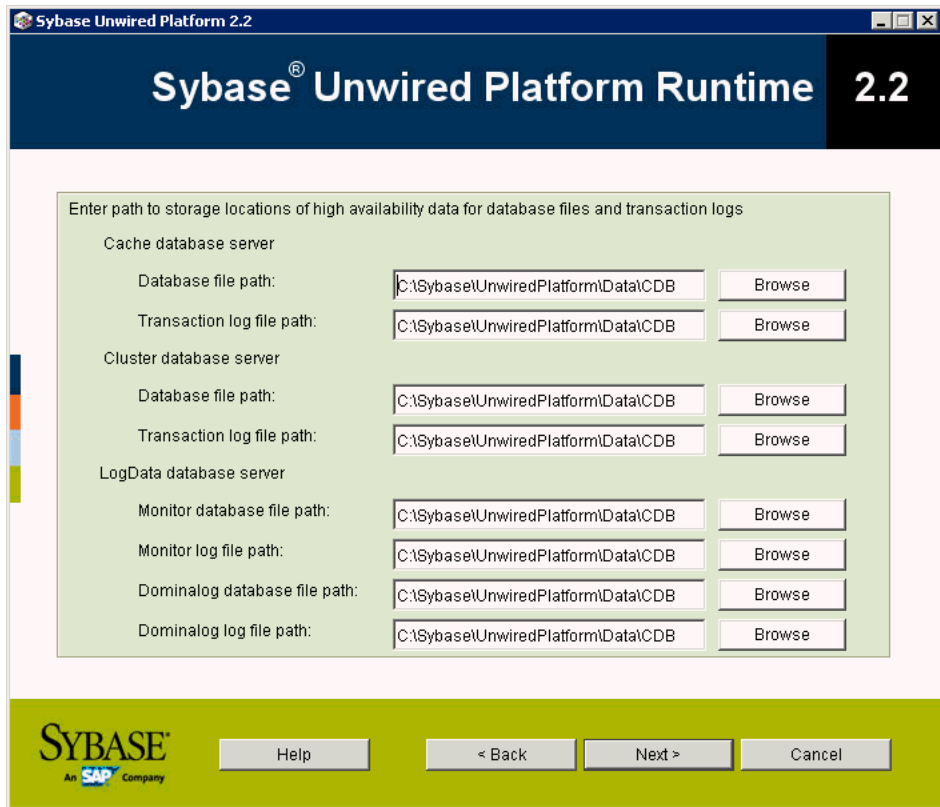 Sybase Unwired Platform 2.2
Sybase® Unwired Platform Runtime 2.2
Enter path to storage locations of high availability data for database files and transaction logs
Cache database server
Database file path: C:\Sybase\UnwiredPlatform\Data\CDB Browse
Transaction log file path: C:\Sybase\UnwiredPlatform\Data\CDB Browse
Cluster database server
Database file path: C:\Sybase\UnwiredPlatform\Data\CDB Browse
Transaction log file path: C:\Sybase\UnwiredPlatform\Data\CDB Browse
LogData database server
Monitor database file path: C:\Sybase\UnwiredPlatform\Data\CDB Browse
Monitor log file path: C:\Sybase\UnwiredPlatform\Data\CDB Browse
Dominalog database file path: C:\Sybase\UnwiredPlatform\Data\CDB Browse
Dominalog log file path: C:\Sybase\UnwiredPlatform\Data\CDB Browse
SYBASE®
An SAP Company
Help < Back Next > Cancel